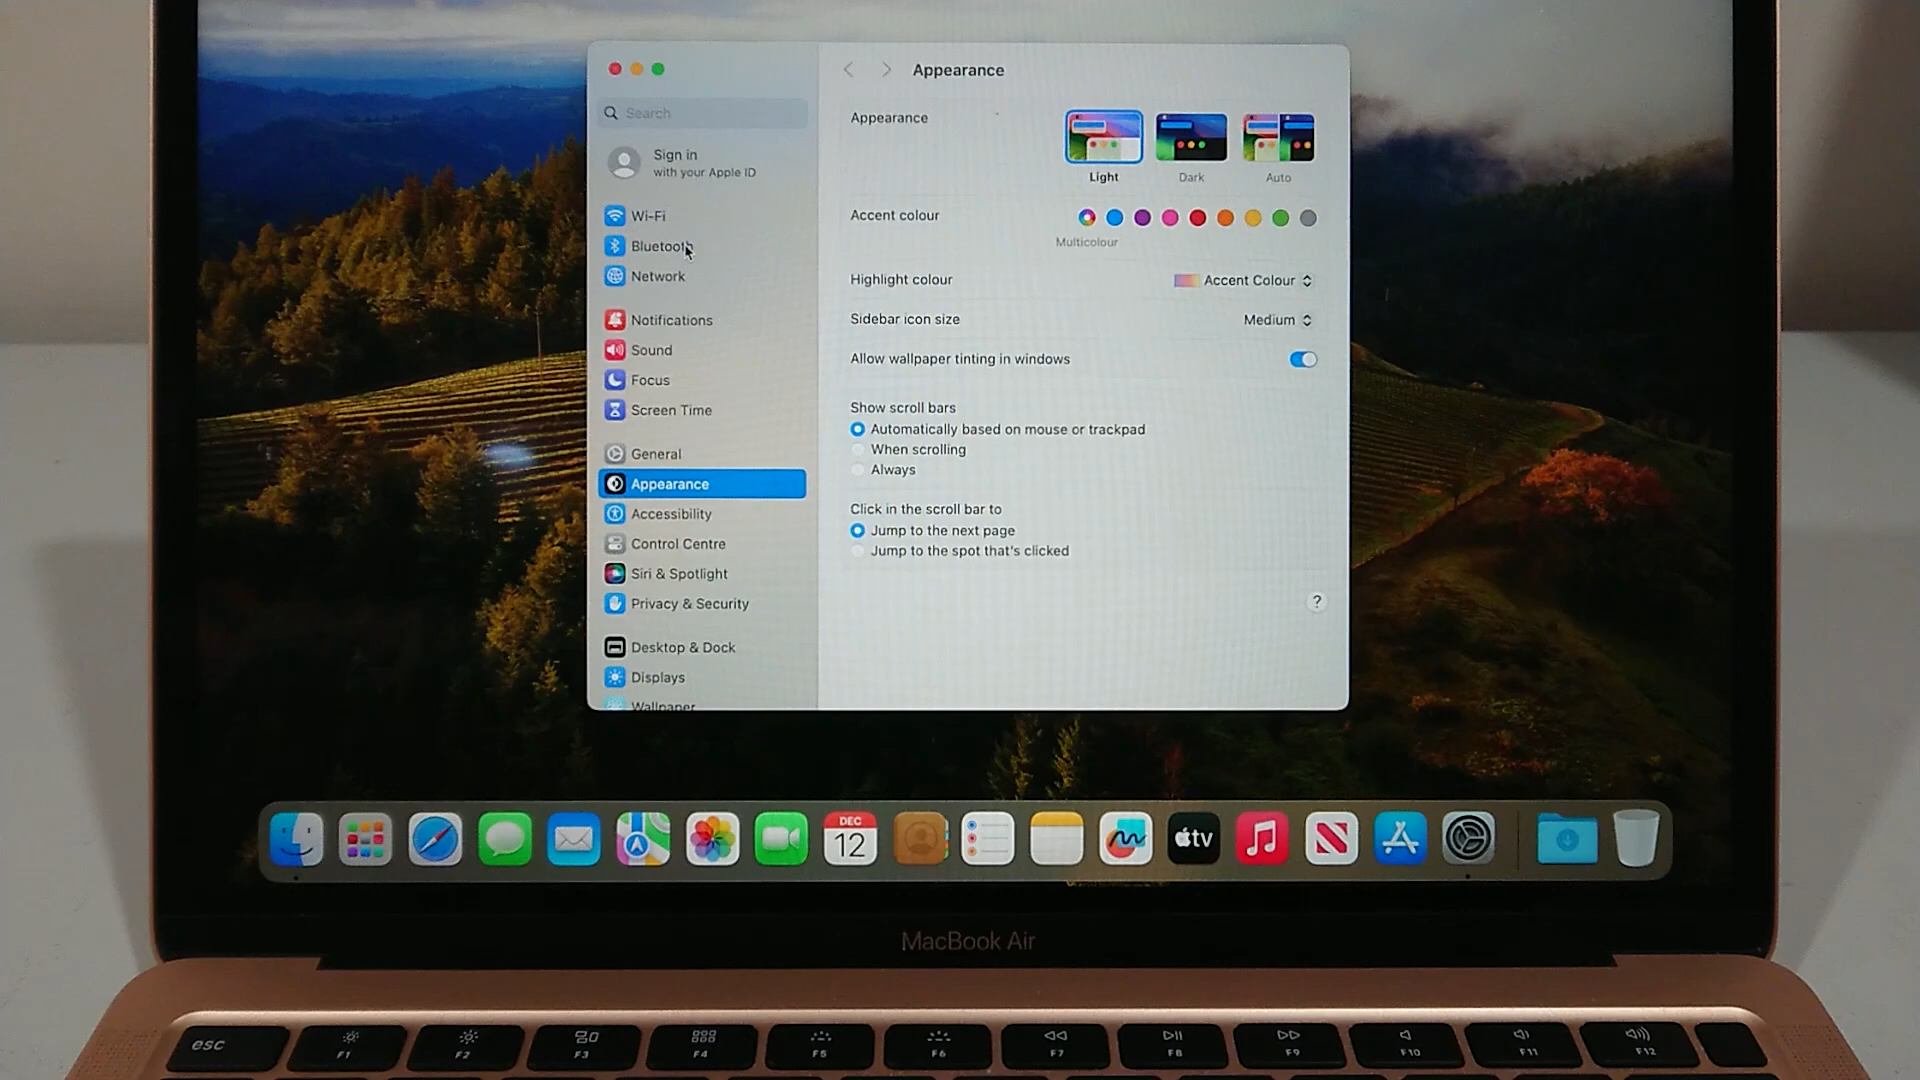 Appearance
Search
Sign in
with your Apple ID
Wi-Fi
Bluetooth
Network
Notifications
Sound
Focus
Screen Time
General
Appearance
Accessibility
Control Centre
Siri & Spotlight
Privacy & Security
Desktop & Dock
Displays
Wallpaper
Appearance
Light
Dark
Auto
Accent colour
Multicolour
Highlight colour
Accent Colour
Sidebar icon size
Medium
Allow wallpaper tinting in windows
Show scroll bars
Automatically based on mouse or trackpad
When scrolling
Always
Click in the scroll bar to
Jump to the next page
Jump to the spot that's clicked
?
DEC
12
tv
MacBook Air
esc
F1
F2
F3
F4
F5
F6
F7
F8
F9
F10
F11
F12